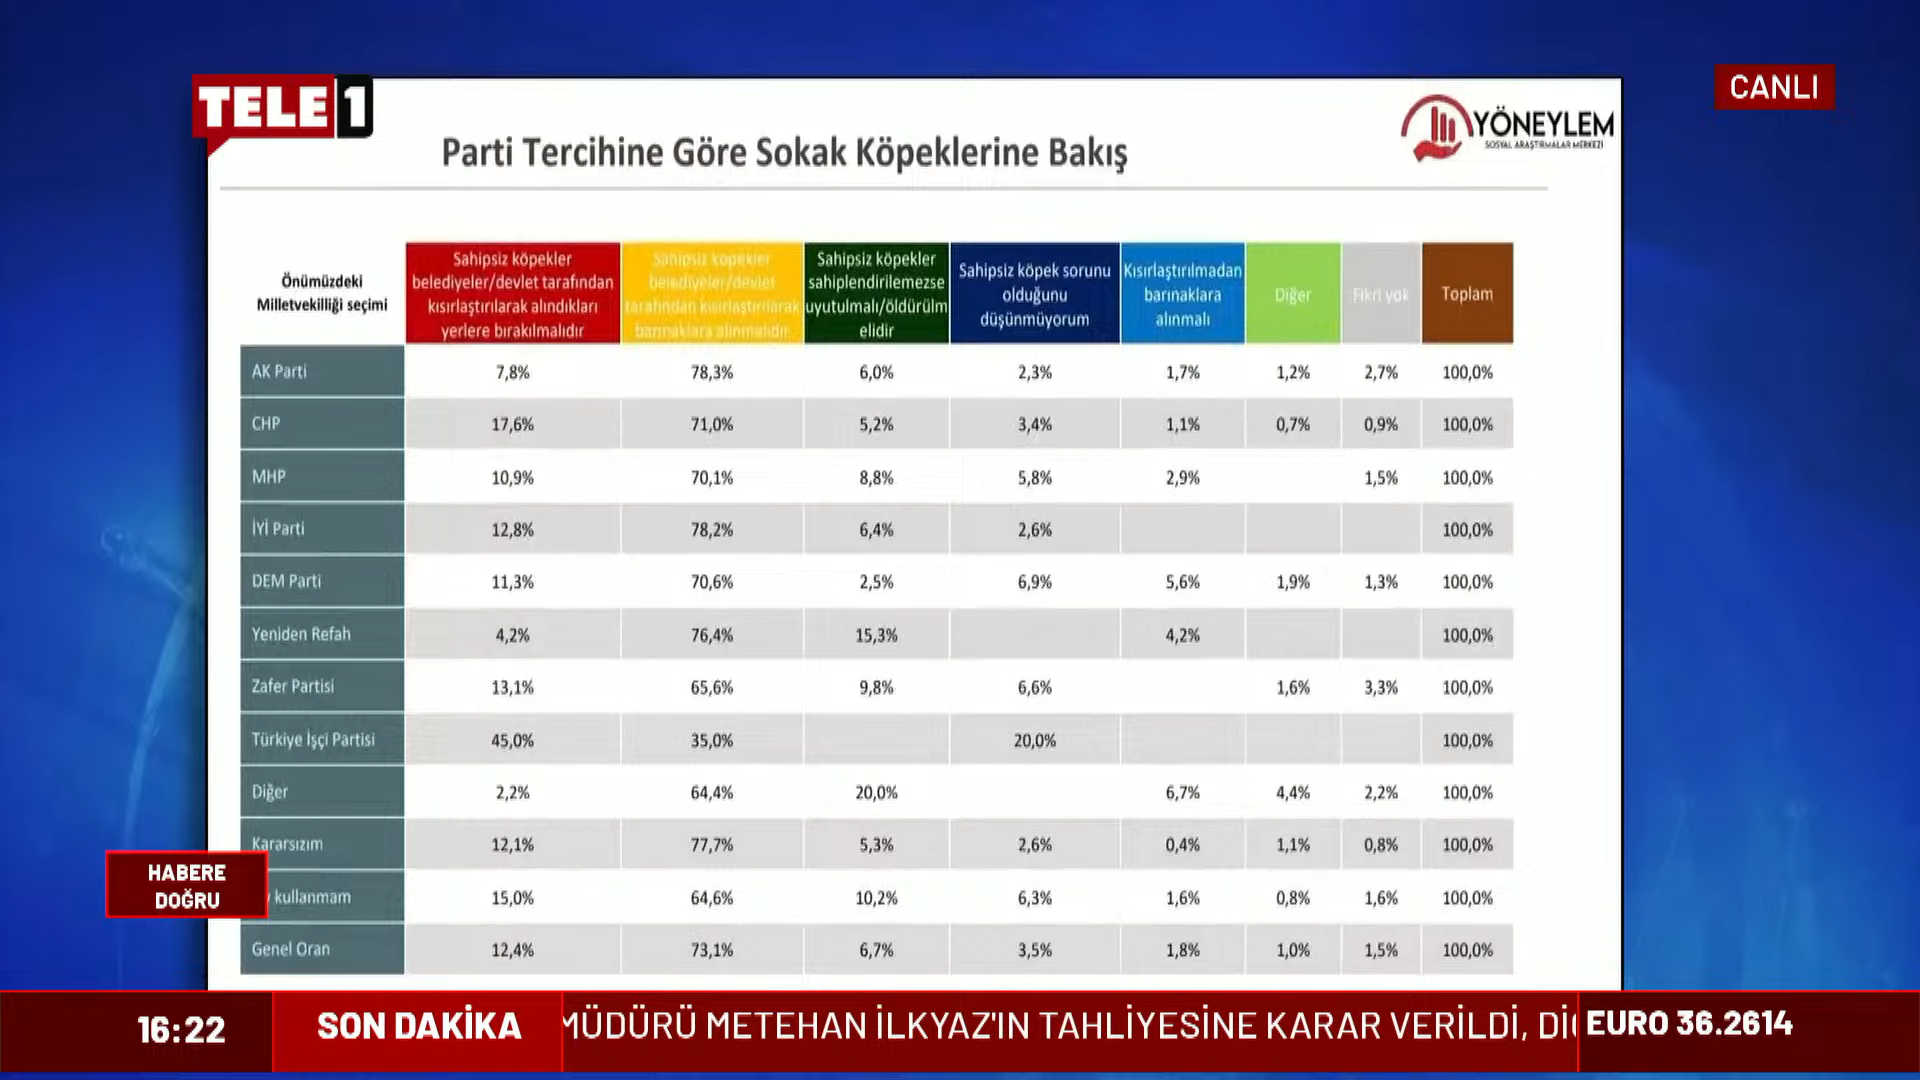 TELE 1
CANLI
YÖNEYLEM
SOSYAL ARAŞTIRMALAR MERKEZİ
Parti Tercihine Göre Sokak Köpeklerine Bakış
Önümüzdeki
Milletvekilliği seçimi
Sahipsiz köpekler
belediyeler/devlet tarafından
kısırlaştırılarak alındıkları
yerlere bırakılmalıdır
Sahipsiz köpekler
belediyeler/devlet
tarafından kısırlaştırılarak
barınaklara alınmalıdır
Sahipsiz köpekler
sahiplendirilemezse
uyutulmalı/öldürülm
elidir
Sahipsiz köpek sorunu
olduğunu
düşünmüyorum
Kısırlaştırılmadan
barınaklara
alınmalı
Diğer
Fikri yok
Toplam
AK Parti 7,8% 78,3% 6,0% 2,3% 1,7% 1,2% 2,7% 100,0%
CHP 17,6% 71,0% 5,2% 3,4% 1,1% 0,7% 0,9% 100,0%
MHP 10,9% 70,1% 8,8% 5,8% 2,9% 1,5% 100,0%
İYİ Parti 12,8% 78,2% 6,4% 2,6% 100,0%
DEM Parti 11,3% 70,6% 2,5% 6,9% 5,6% 1,9% 1,3% 100,0%
Yeniden Refah 4,2% 76,4% 15,3% 4,2% 100,0%
Zafer Partisi 13,1% 65,6% 9,8% 6,6% 1,6% 3,3% 100,0%
Türkiye İşçi Partisi 45,0% 35,0% 20,0% 100,0%
Diğer 2,2% 64,4% 20,0% 6,7% 4,4% 2,2% 100,0%
Kararsızım 12,1% 77,7% 5,3% 2,6% 0,4% 1,1% 0,8% 100,0%
kullanmam 15,0% 64,6% 10,2% 6,3% 1,6% 0,8% 1,6% 100,0%
Genel Oran 12,4% 73,1% 6,7% 3,5% 1,8% 1,0% 1,5% 100,0%
HABERE
DOĞRU
16:22 SON DAKİKA MÜDÜRÜ METEHAN İLKYAZ'IN TAHLİYESİNE KARAR VERİLDİ, EURO 36.2614